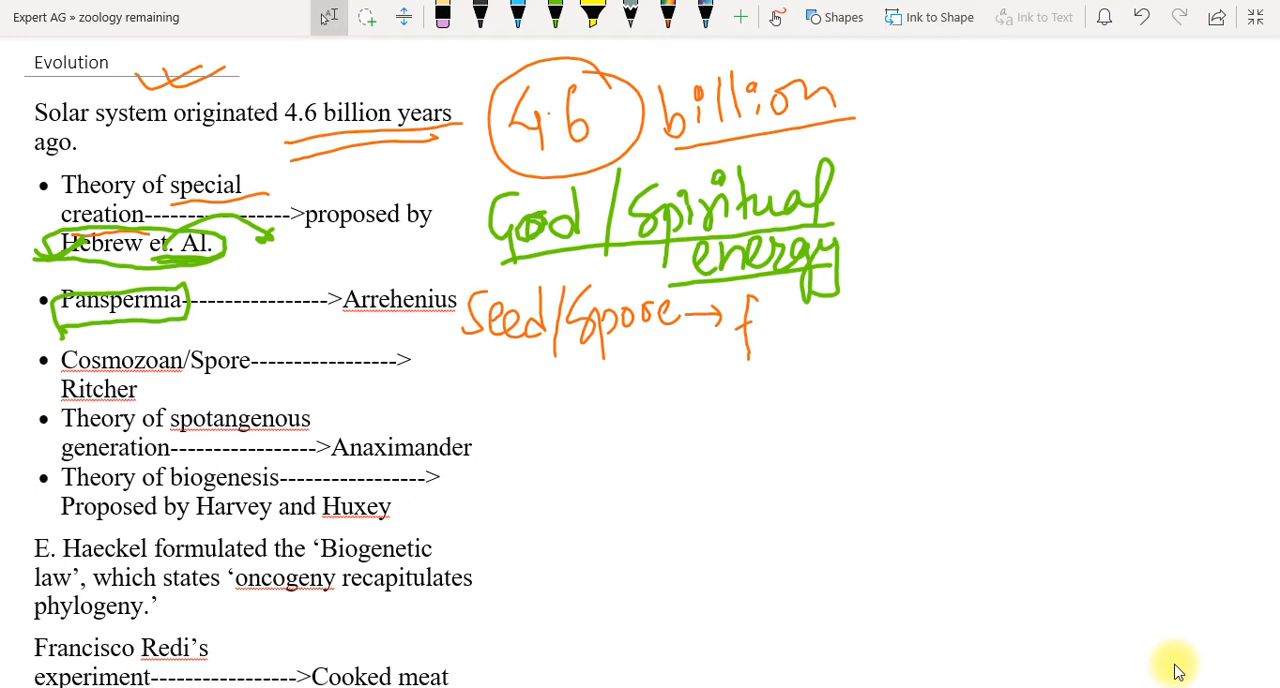 Expert AG » zoology remaining
Shapes
Ink to Shape
Ink to Text
Evolution
Solar system originated 4.6 billion years
ago.
• Theory of special
creation----------------->proposed by
Hebrew et. Al.
• Panspermia----------------->Arrehenius
• Cosmozoan/Spore----------------->
Ritcher
• Theory of spotangenous
generation----------------->Anaximander
• Theory of biogenesis----------------->
Proposed by Harvey and Huxey
E. Haeckel formulated the ‘Biogenetic
law’, which states ‘oncogeny recapitulates
phylogeny.’
Francisco Redi’s
experiment----------------->Cooked meat
4.6 billion
God/Spiritual
energy
Seed/Spore → f